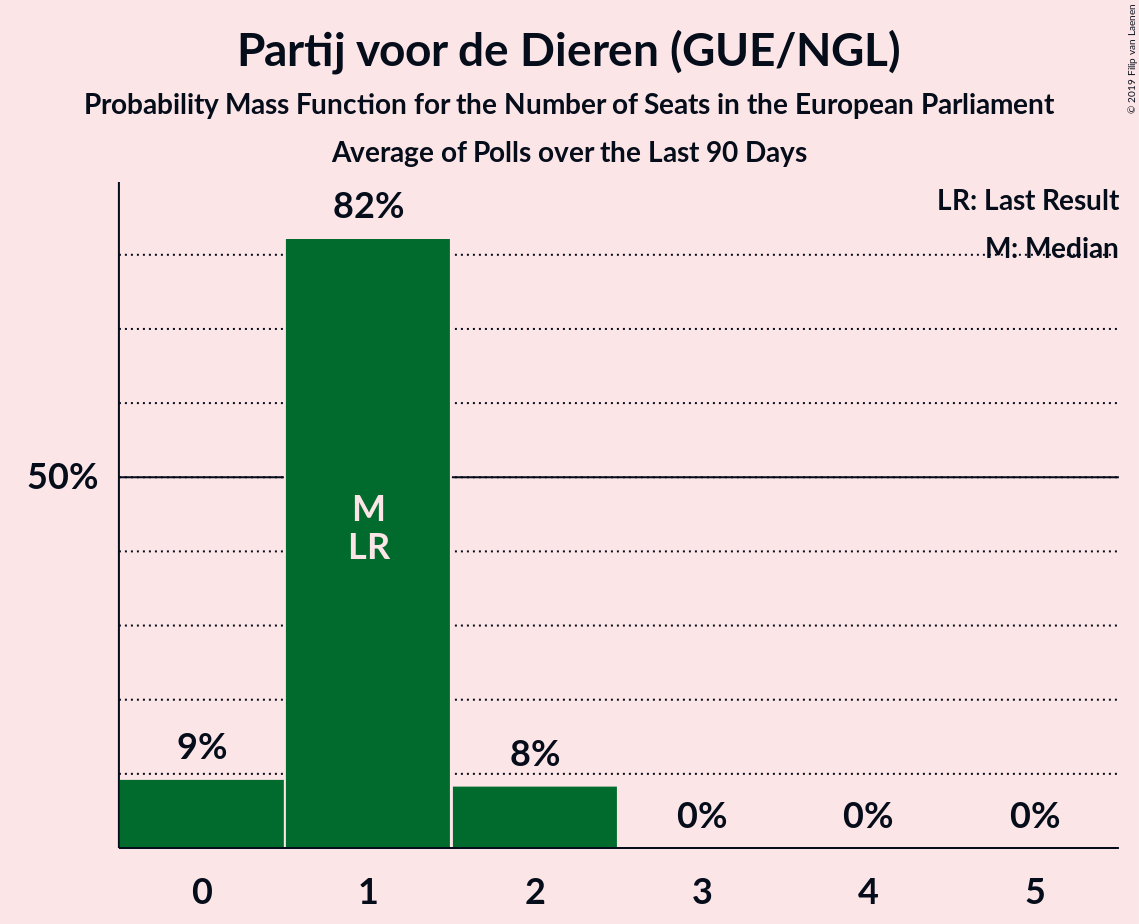 Partij voor de Dieren (GUE/NGL)
Probability Mass Function for the Number of Seats in the European Parliament
Average of Polls over the Last 90 Days
© 2019 Filip van Laenen
LR: Last Result
M: Median
82%
50%
M
LR
9%
8%
0%
0%
0%
0
1
2
3
4
5